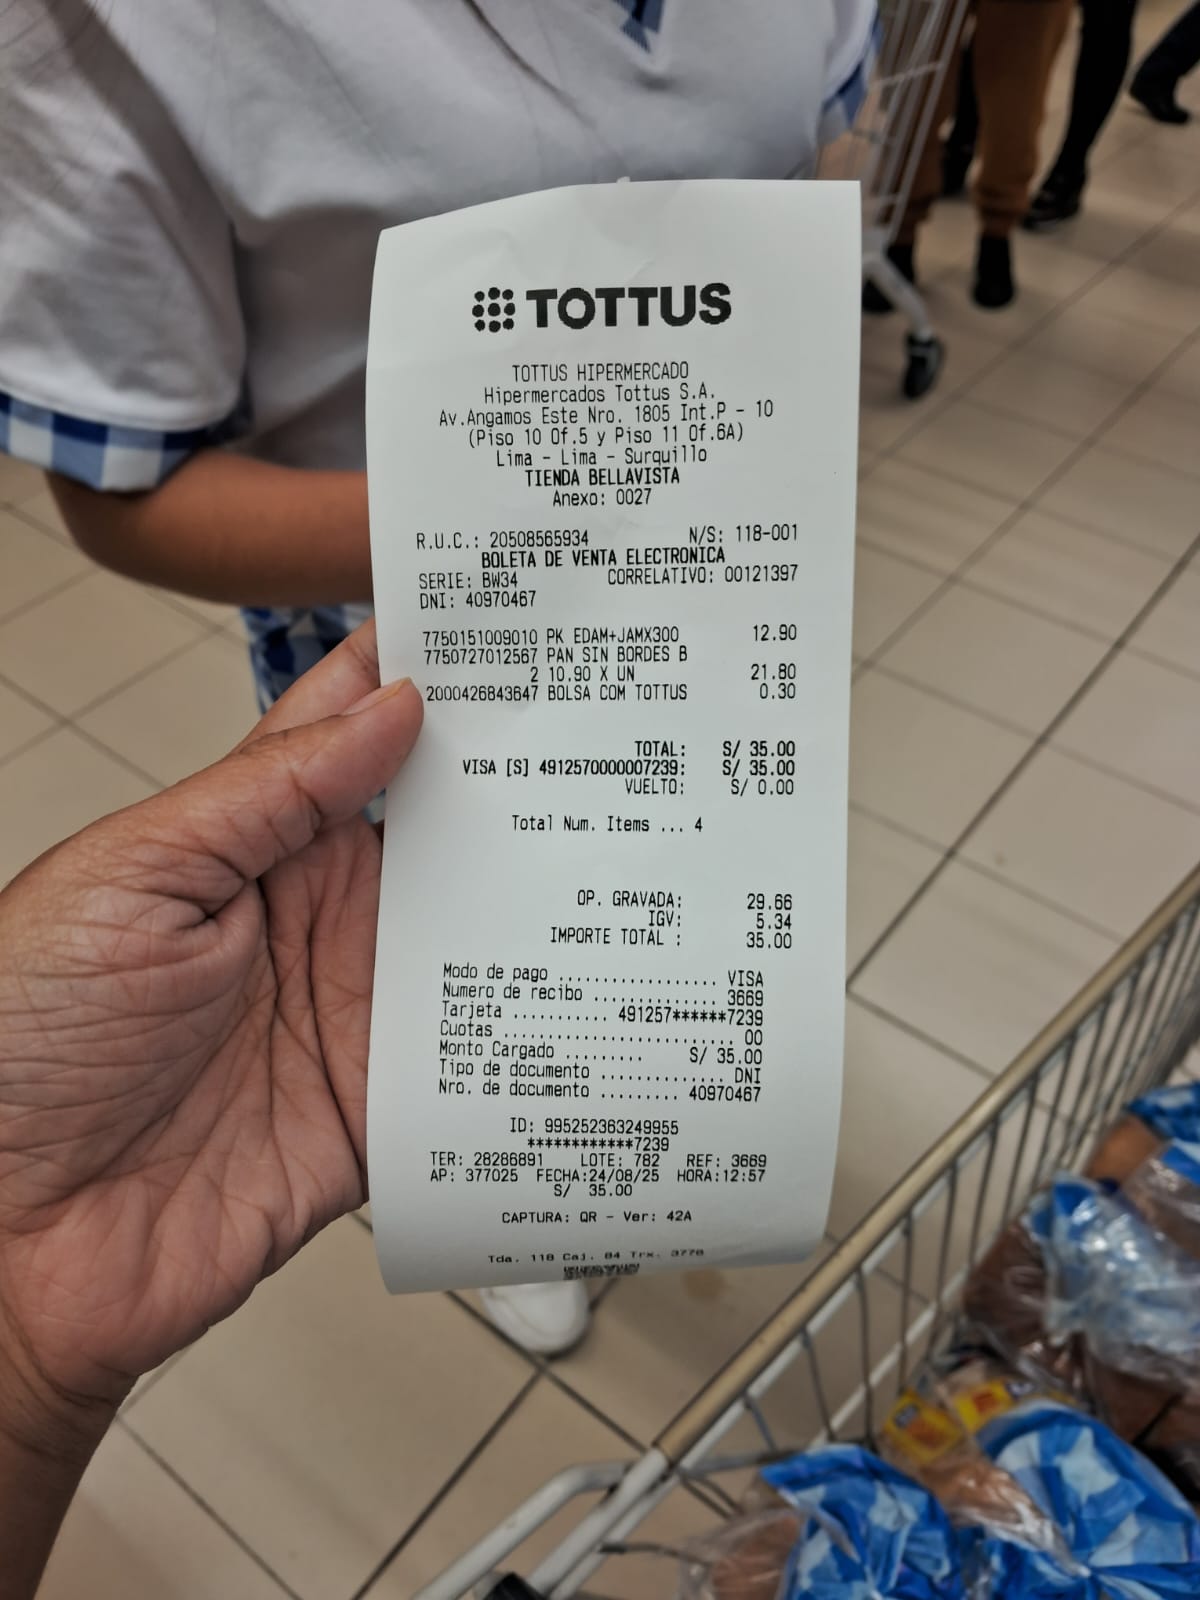 TOTTUS
TOTTUS HIPERMERCADO
Hipermercados Tottus S.A.
Av.Angamos Este Nro. 1805 Int.P - 10
(Piso 10 Of.5 y Piso 11 Of.6A)
Lima - Lima - Surquillo
TIENDA BELLAVISTA
Anexo: 0027
R.U.C.: 20508565934 N/S: 118-001
BOLETA DE VENTA ELECTRONICA
SERIE: BW34 CORRELATIVO: 00121397
DNI: 40970467
7750151009010 PK EDAM+JAMX300 12.90
7750727012567 PAN SIN BORDES B
2 10.90 X UN 21.80
2000426843647 BOLSA COM TOTTUS 0.30
TOTAL: S/ 35.00
VISA [S] 4912570000007239: S/ 35.00
VUELTO: S/ 0.00
Total Num. Items ... 4
OP. GRAVADA: 29.66
IGV: 5.34
IMPORTE TOTAL : 35.00
Modo de pago ................. VISA
Numero de recibo .............. 3669
Tarjeta ........... 491257******7239
Cuotas ........................... 00
Monto Cargado ......... S/ 35.00
Tipo de documento .............. DNI
Nro. de documento ......... 40970467
ID: 995252363249955
************7239
TER: 28286891 LOTE: 782 REF: 3669
AP: 377025 FECHA:24/08/25 HORA:12:57
S/ 35.00
CAPTURA: QR - Ver: 42A
Tda. 118 Caj. 84 Trx. 3778